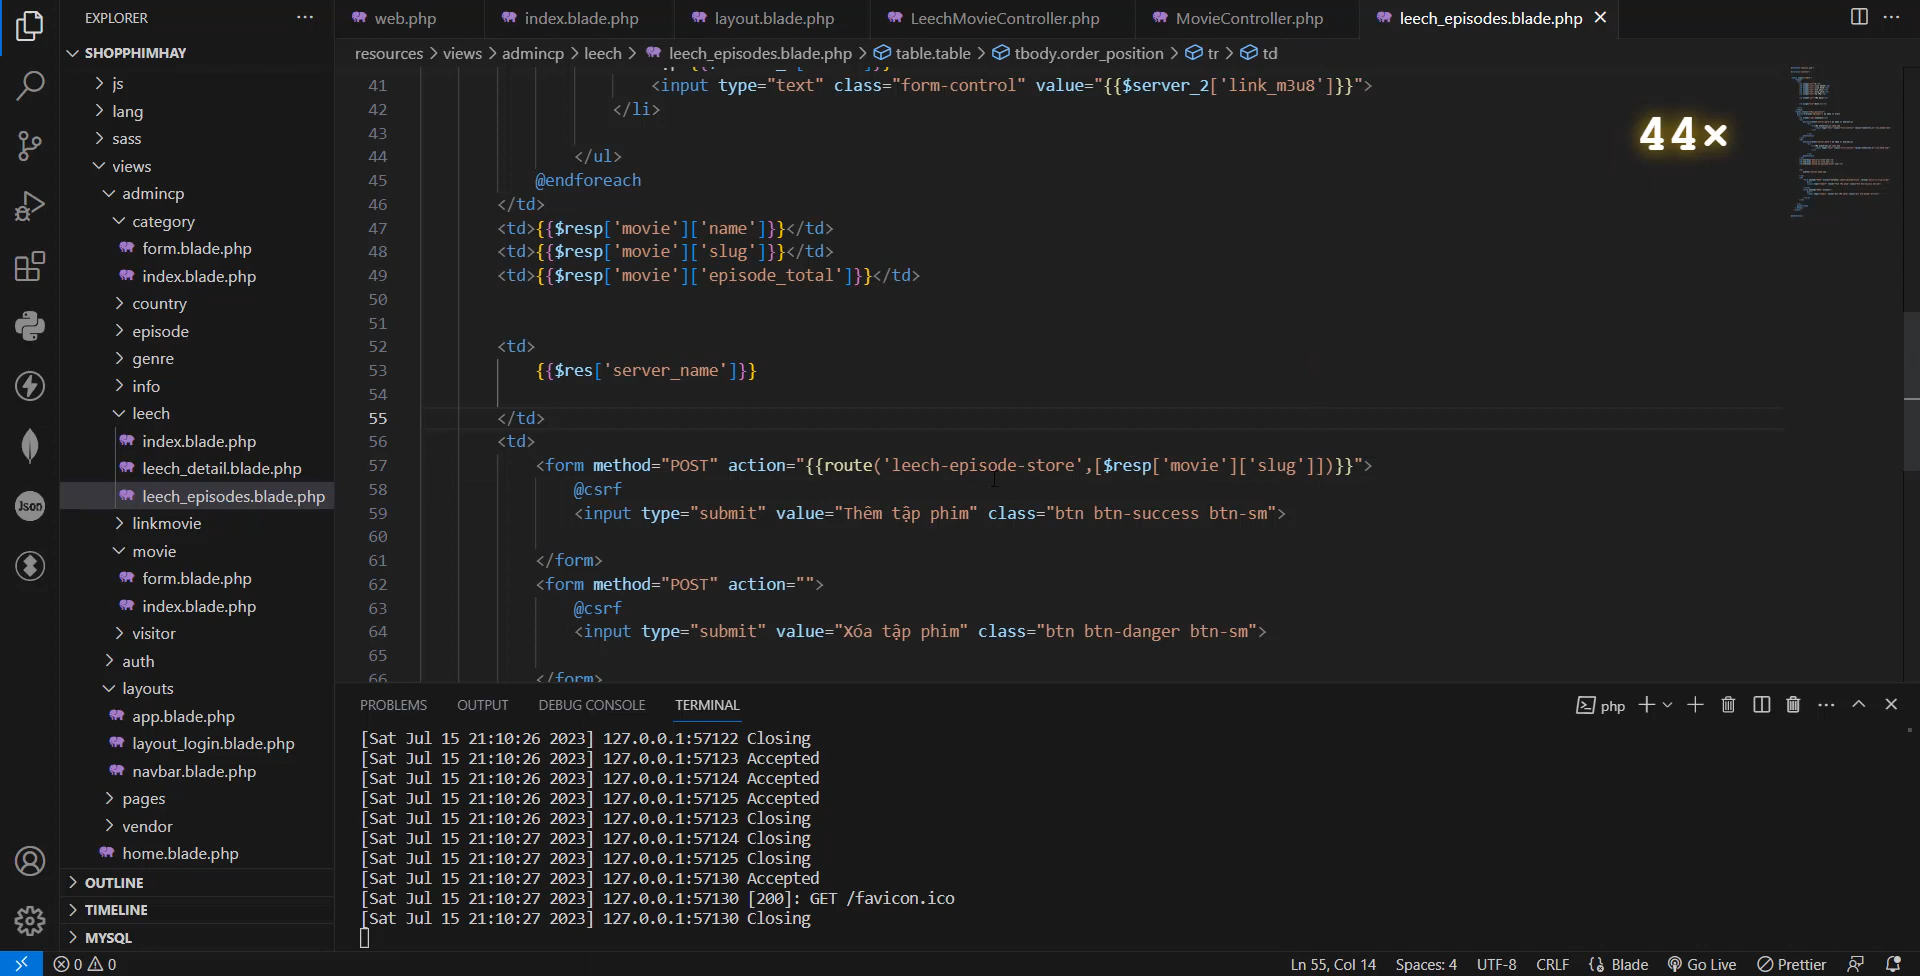 EXPLORER
web.php
index.blade.php
layout.blade.php
LeechMovieController.php
MovieController.php
leech_episodes.blade.php
SHOPPHIMHAY
resources > views > admincp > leech > leech_episodes.blade.php > table.table > tbody.order_position > tr > td
js
lang
sass
views
admincp
category
form.blade.php
index.blade.php
country
episode
genre
info
leech
index.blade.php
leech_detail.blade.php
leech_episodes.blade.php
linkmovie
movie
form.blade.php
index.blade.php
visitor
auth
layouts
app.blade.php
layout_login.blade.php
navbar.blade.php
pages
vendor
home.blade.php
OUTLINE
TIMELINE
MYSQL
44×
41 <input type="text" class="form-control" value="{{$server_2['link_m3u8']}}">
42 </li>
43
44 </ul>
45 @endforeach
46 </td>
47 <td>{{$resp['movie']['name']}}</td>
48 <td>{{$resp['movie']['slug']}}</td>
49 <td>{{$resp['movie']['episode_total']}}</td>
50
51
52 <td>
53 {{$res['server_name']}}
54
55 </td>
56 <td>
57 <form method="POST" action="{{route('leech-episode-store',[$resp['movie']['slug']])}}">
58 @csrf
59 <input type="submit" value="Thêm tập phim" class="btn btn-success btn-sm">
60
61 </form>
62 <form method="POST" action="">
63 @csrf
64 <input type="submit" value="Xóa tập phim" class="btn btn-danger btn-sm">
65
66 </form>
PROBLEMS OUTPUT DEBUG CONSOLE TERMINAL
php
[Sat Jul 15 21:10:26 2023] 127.0.0.1:57122 Closing
[Sat Jul 15 21:10:26 2023] 127.0.0.1:57123 Accepted
[Sat Jul 15 21:10:26 2023] 127.0.0.1:57124 Accepted
[Sat Jul 15 21:10:26 2023] 127.0.0.1:57125 Accepted
[Sat Jul 15 21:10:26 2023] 127.0.0.1:57123 Closing
[Sat Jul 15 21:10:27 2023] 127.0.0.1:57124 Closing
[Sat Jul 15 21:10:27 2023] 127.0.0.1:57125 Closing
[Sat Jul 15 21:10:27 2023] 127.0.0.1:57130 Accepted
[Sat Jul 15 21:10:27 2023] 127.0.0.1:57130 [200]: GET /favicon.ico
[Sat Jul 15 21:10:27 2023] 127.0.0.1:57130 Closing
Json
0 0
Ln 55, Col 14 Spaces: 4 UTF-8 CRLF Blade Go Live Prettier